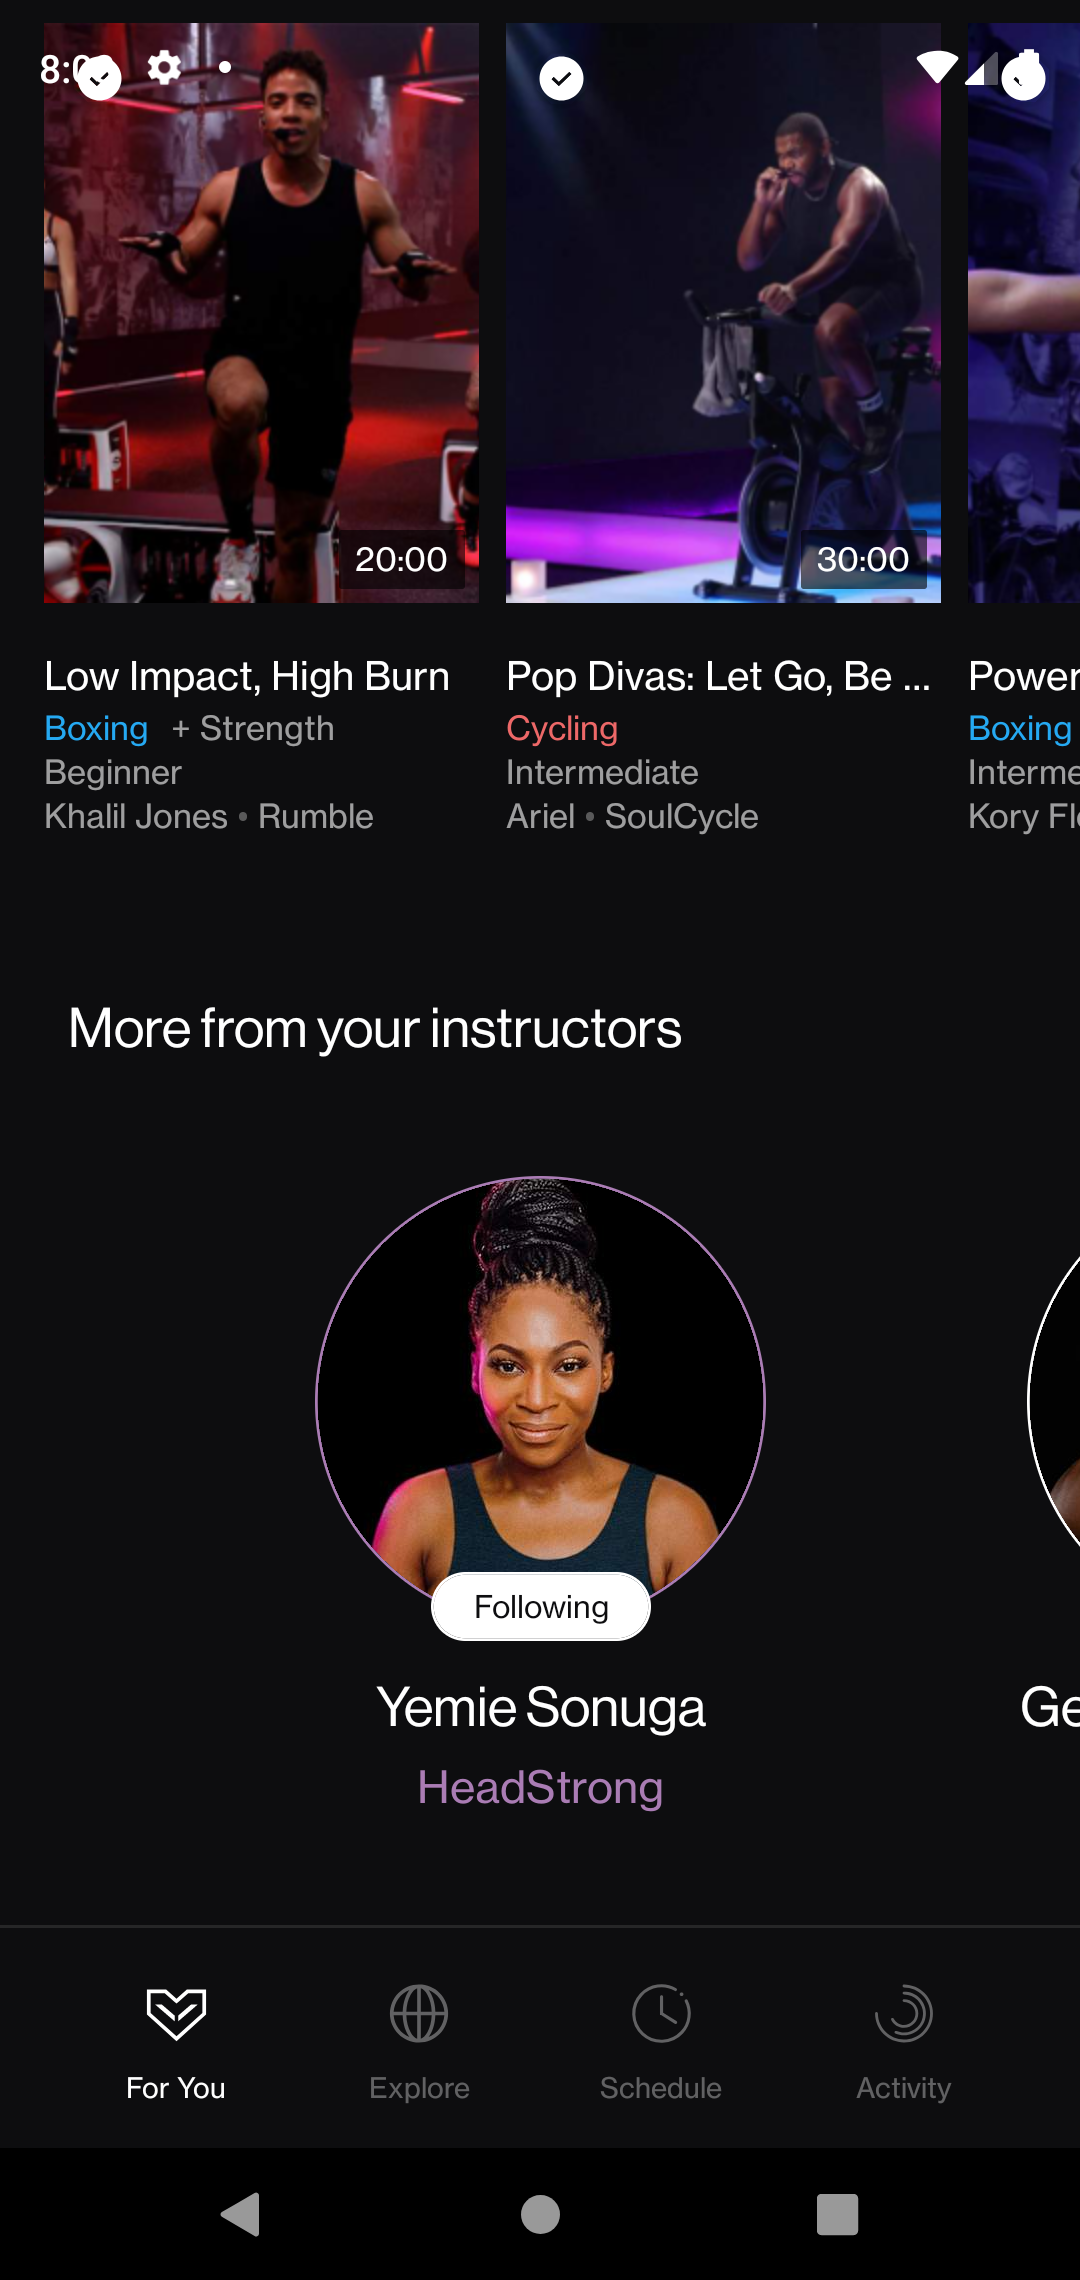 20:00
30:00
Low Impact, High Burn
Boxing + Strength
Beginner
Khalil Jones • Rumble
Pop Divas: Let Go, Be ...
Cycling
Intermediate
Ariel • SoulCycle
Power
Boxing
Interme
Kory Fl
More from your instructors
Following
Yemie Sonuga
HeadStrong
Ge
For You
Explore
Schedule
Activity